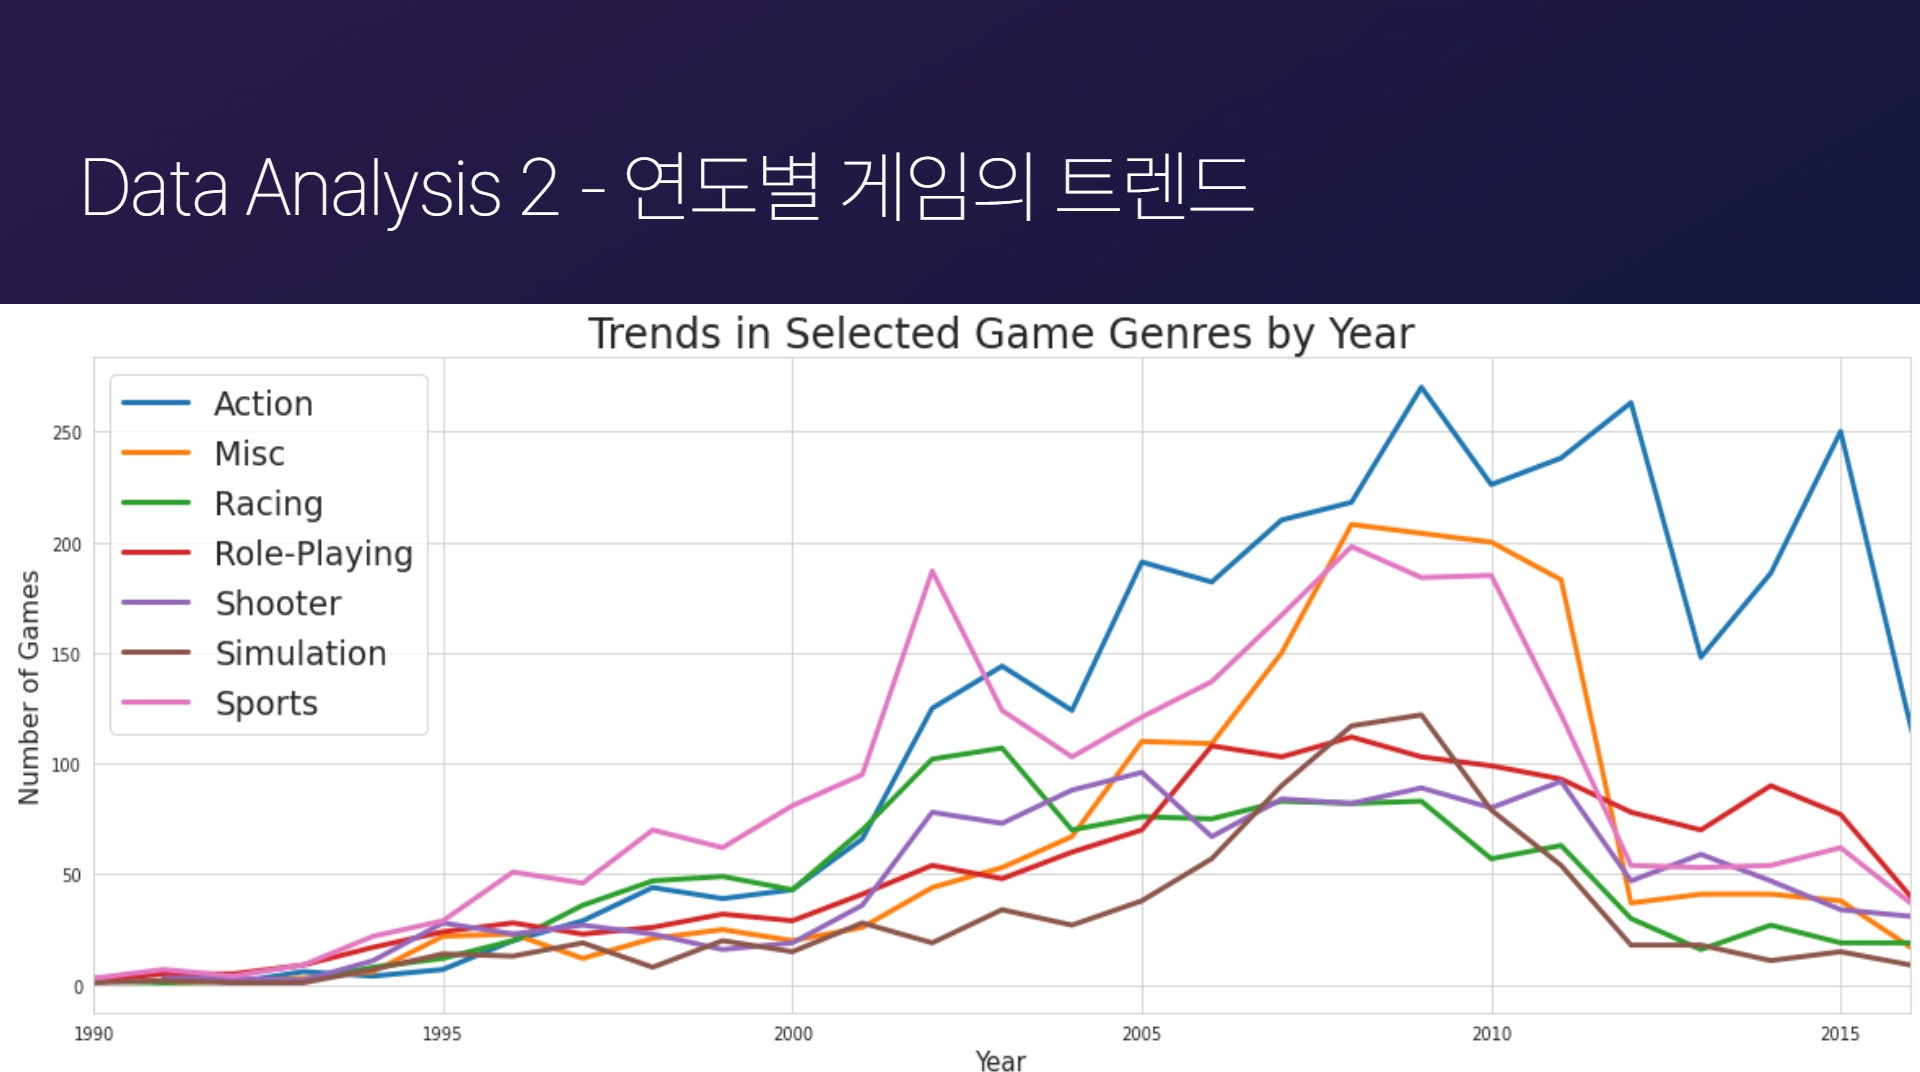 Data Analysis 2 - 연도별 게임의 트렌드
Trends in Selected Game Genres by Year
Action
Misc
Racing
Role-Playing
Shooter
Simulation
Sports
Number of Games
250
200
150
100
50
0
1990 1995 2000 2005 2010 2015
Year